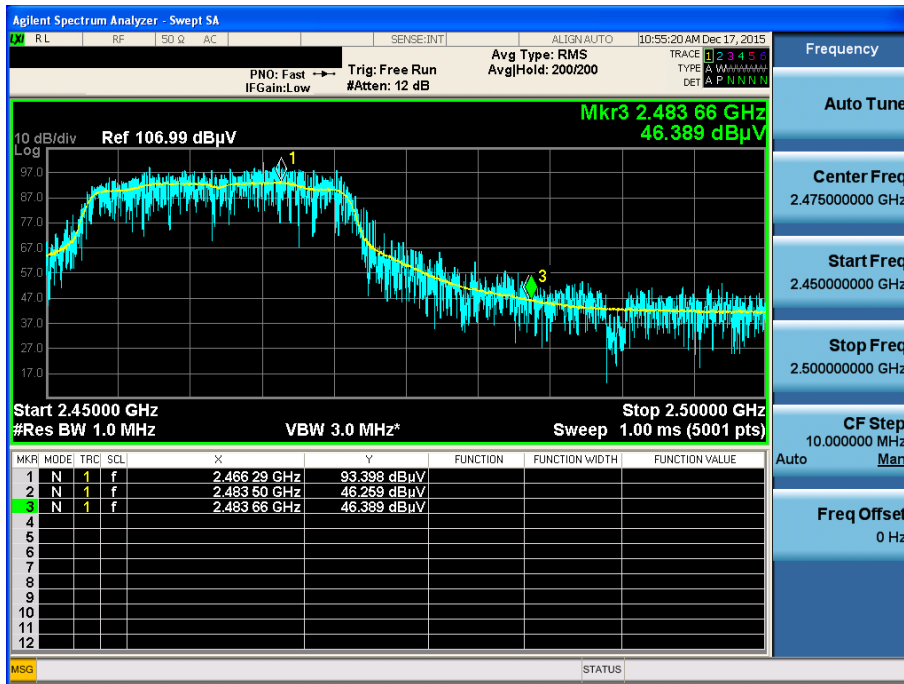 Agilent Spectrum Analyzer - Swept SA
LXI RL RF 50 Ω AC SENSE:INT ALIGN AUTO 10:55:20 AM Dec 17, 2015
PNO: Fast
IFGain:Low
Trig: Free Run
#Atten: 12 dB
Avg Type: RMS
Avg|Hold: 200/200
TRACE 1 2 3 4 5 6
TYPE A WWWWW
DET A P N N N N
Mkr3 2.483 66 GHz
46.389 dBµV
10 dB/div Ref 106.99 dBµV
Log
97.0
87.0
77.0
67.0
57.0
47.0
37.0
27.0
17.0
1
3
Start 2.45000 GHz Stop 2.50000 GHz
#Res BW 1.0 MHz VBW 3.0 MHz* Sweep 1.00 ms (5001 pts)
MKR MODE TRC SCL X Y FUNCTION FUNCTION WIDTH FUNCTION VALUE
1 N 1 f 2.466 29 GHz 93.398 dBµV
2 N 1 f 2.483 50 GHz 46.259 dBµV
3 N 1 f 2.483 66 GHz 46.389 dBµV
4
5
6
7
8
9
10
11
12
MSG STATUS
Frequency
Auto Tune
Center Freq
2.475000000 GHz
Start Freq
2.450000000 GHz
Stop Freq
2.500000000 GHz
CF Step
10.000000 MHz
Auto Man
Freq Offset
0 Hz